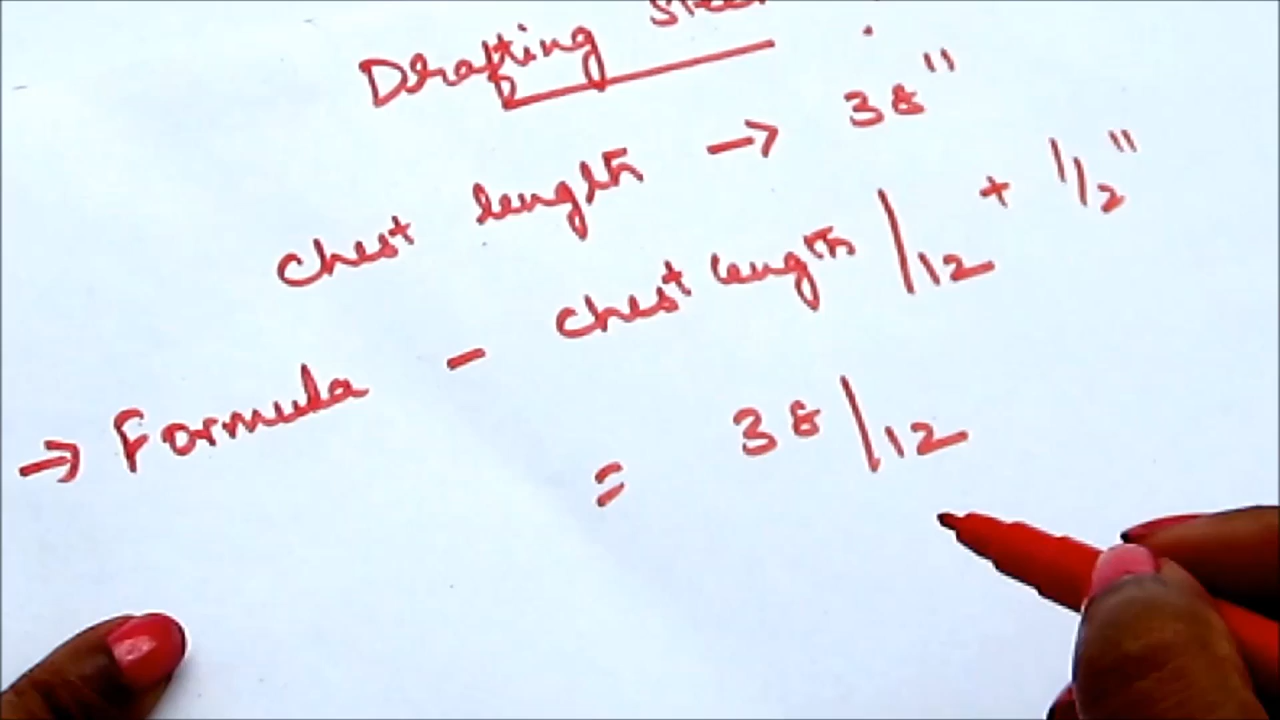 Drafting
chest length → 38"
→ Formula - chest length/12 + 1/2"
= 38/12